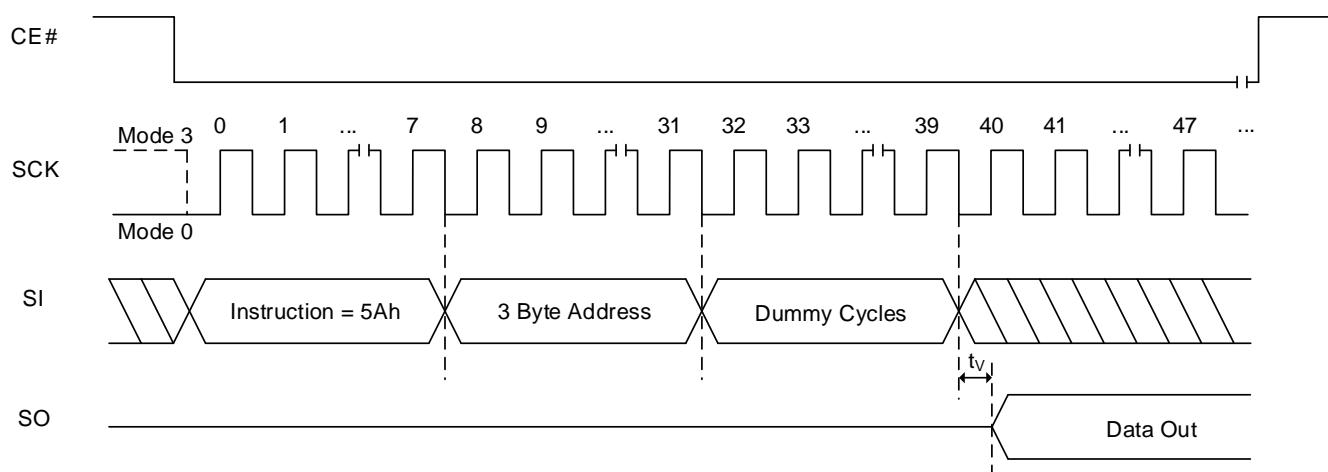 CE#
0 1 ... 7 8 9 ... 31 32 33 ... 39 40 41 ... 47 ...
Mode 3
SCK
Mode 0
SI
Instruction = 5Ah
3 Byte Address
Dummy Cycles
tV
SO
Data Out